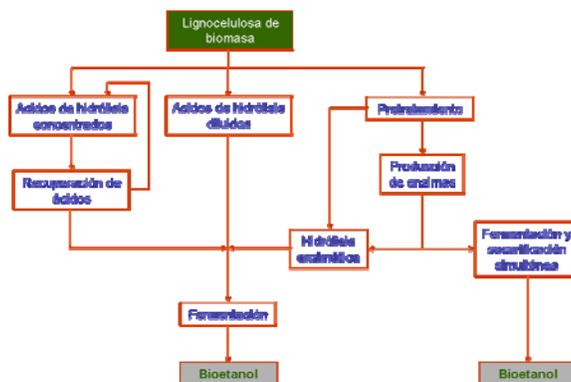 Lignocelulosa de
biomasa
Acidos de hidrólisis
concentrados
Acidos de hidrólisis
diluidos
Pretratamiento
Recuperación de
ácidos
Producción
de enzimas
Hidrólisis
enzimática
Fermentación y
sacarificación
simultánea
Fermentación
Bioetanol
Bioetanol